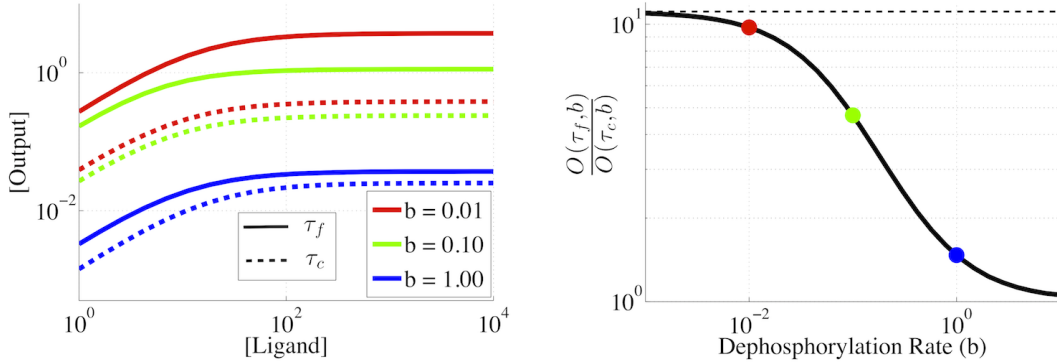 [Output]
10^0
10^-2
τ_f
τ_c
b = 0.01
b = 0.10
b = 1.00
10^0
10^2
10^4
[Ligand]
O(τ_f,b)
O(τ_c,b)
10^1
10^0
10^-2
10^0
Dephosphorylation Rate (b)